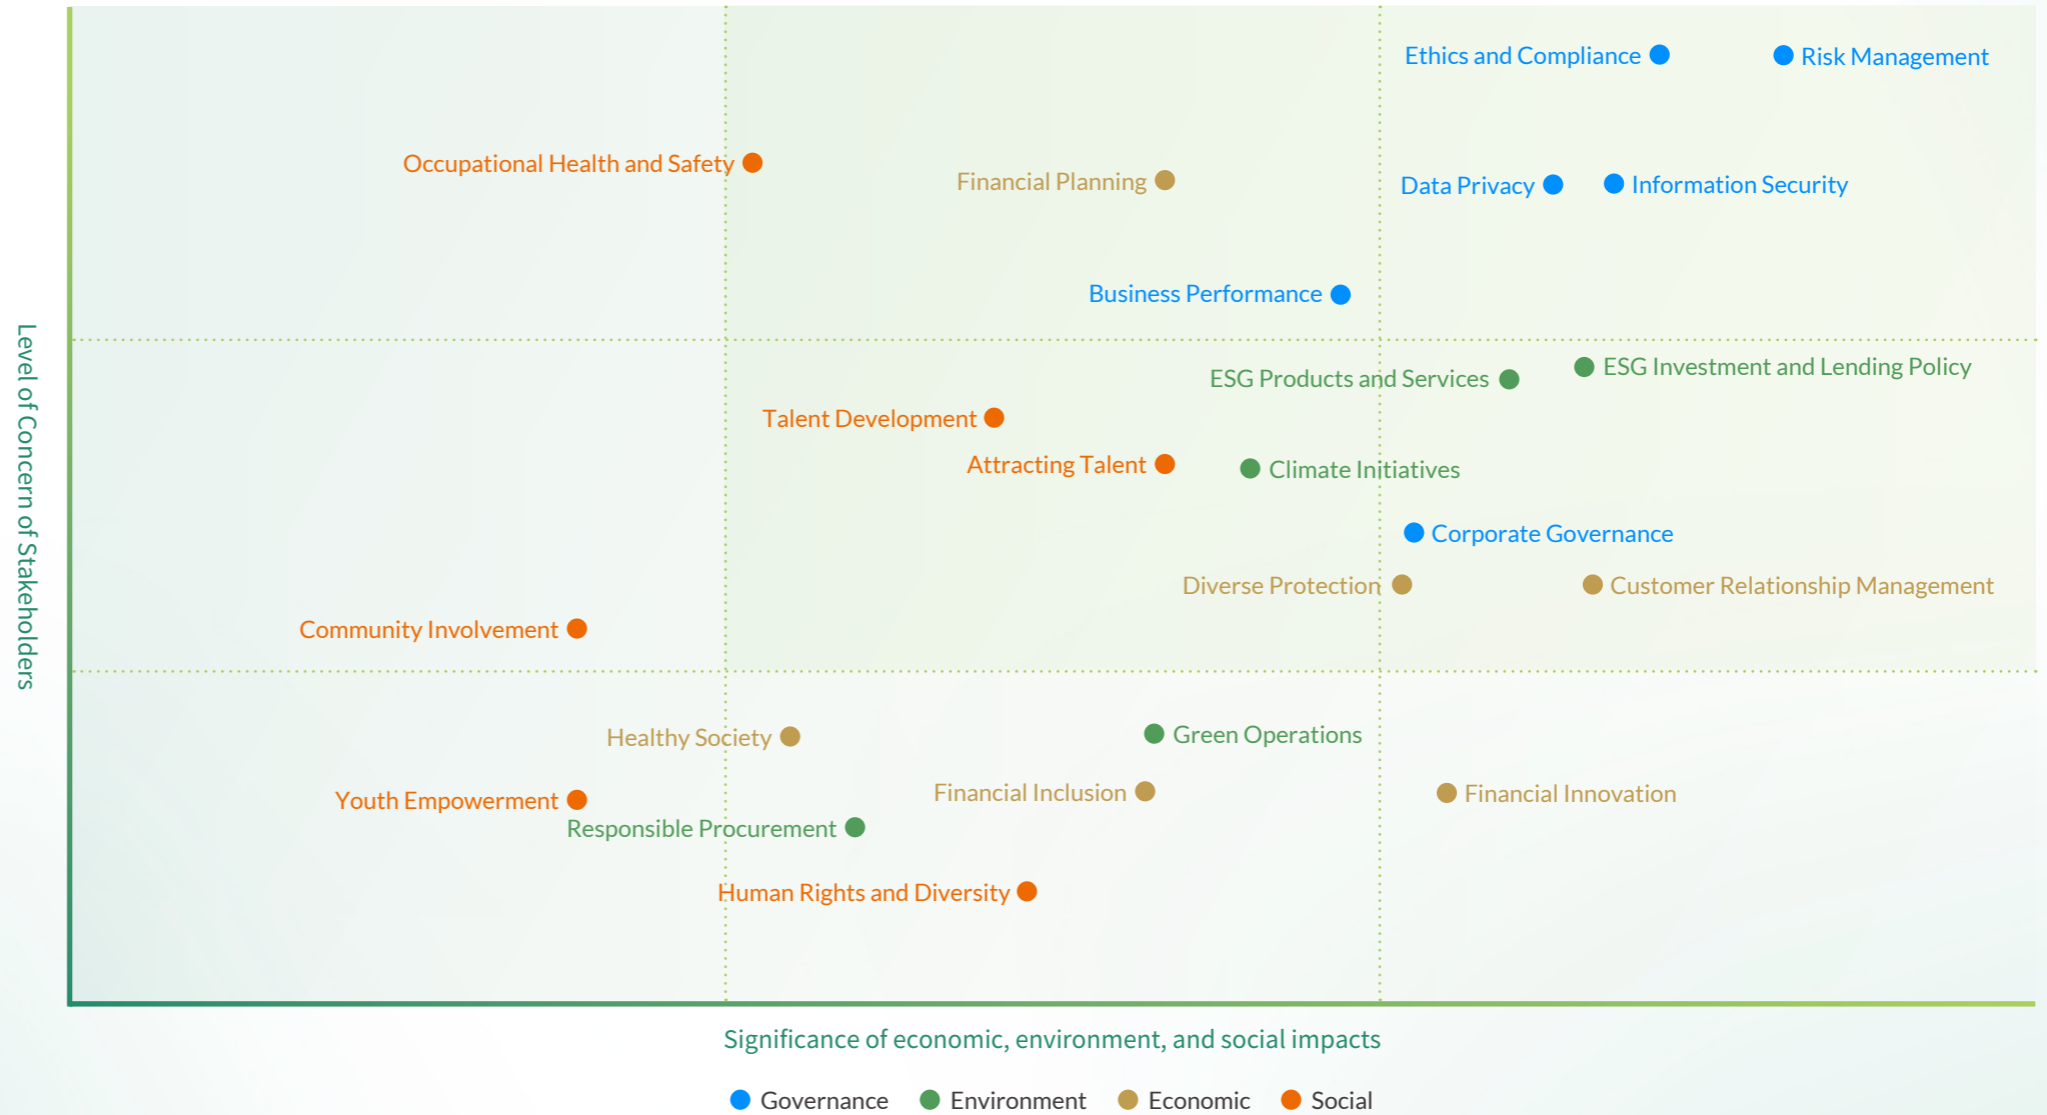 Ethics and Compliance
Risk Management
Occupational Health and Safety
Financial Planning
Data Privacy
Information Security
Business Performance
ESG Products and Services
ESG Investment and Lending Policy
Talent Development
Attracting Talent
Climate Initiatives
Corporate Governance
Diverse Protection
Customer Relationship Management
Community Involvement
Healthy Society
Green Operations
Youth Empowerment
Financial Inclusion
Financial Innovation
Responsible Procurement
Human Rights and Diversity
Level of Concern of Stakeholders
Significance of economic, environment, and social impacts
Governance
Environment
Economic
Social